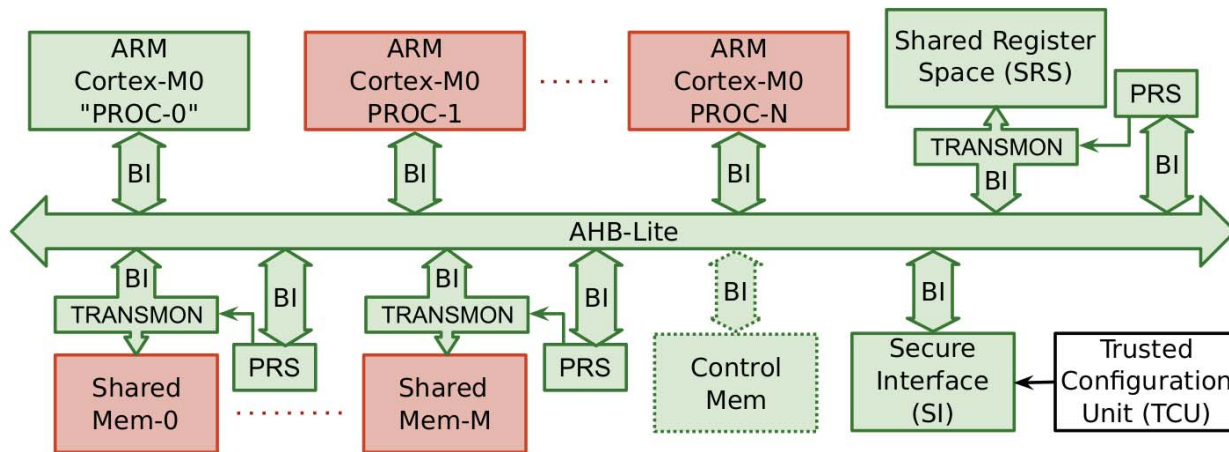 ARM
Cortex-M0
"PROC-0"
ARM
Cortex-M0
PROC-1
ARM
Cortex-M0
PROC-N
Shared Register
Space (SRS)
PRS
TRANSMON
BI
BI
BI
BI
BI
AHB-Lite
BI
BI
BI
BI
BI
BI
TRANSMON
TRANSMON
PRS
PRS
Shared
Mem-0
Shared
Mem-M
Control
Mem
Secure
Interface
(SI)
Trusted
Configuration
Unit (TCU)